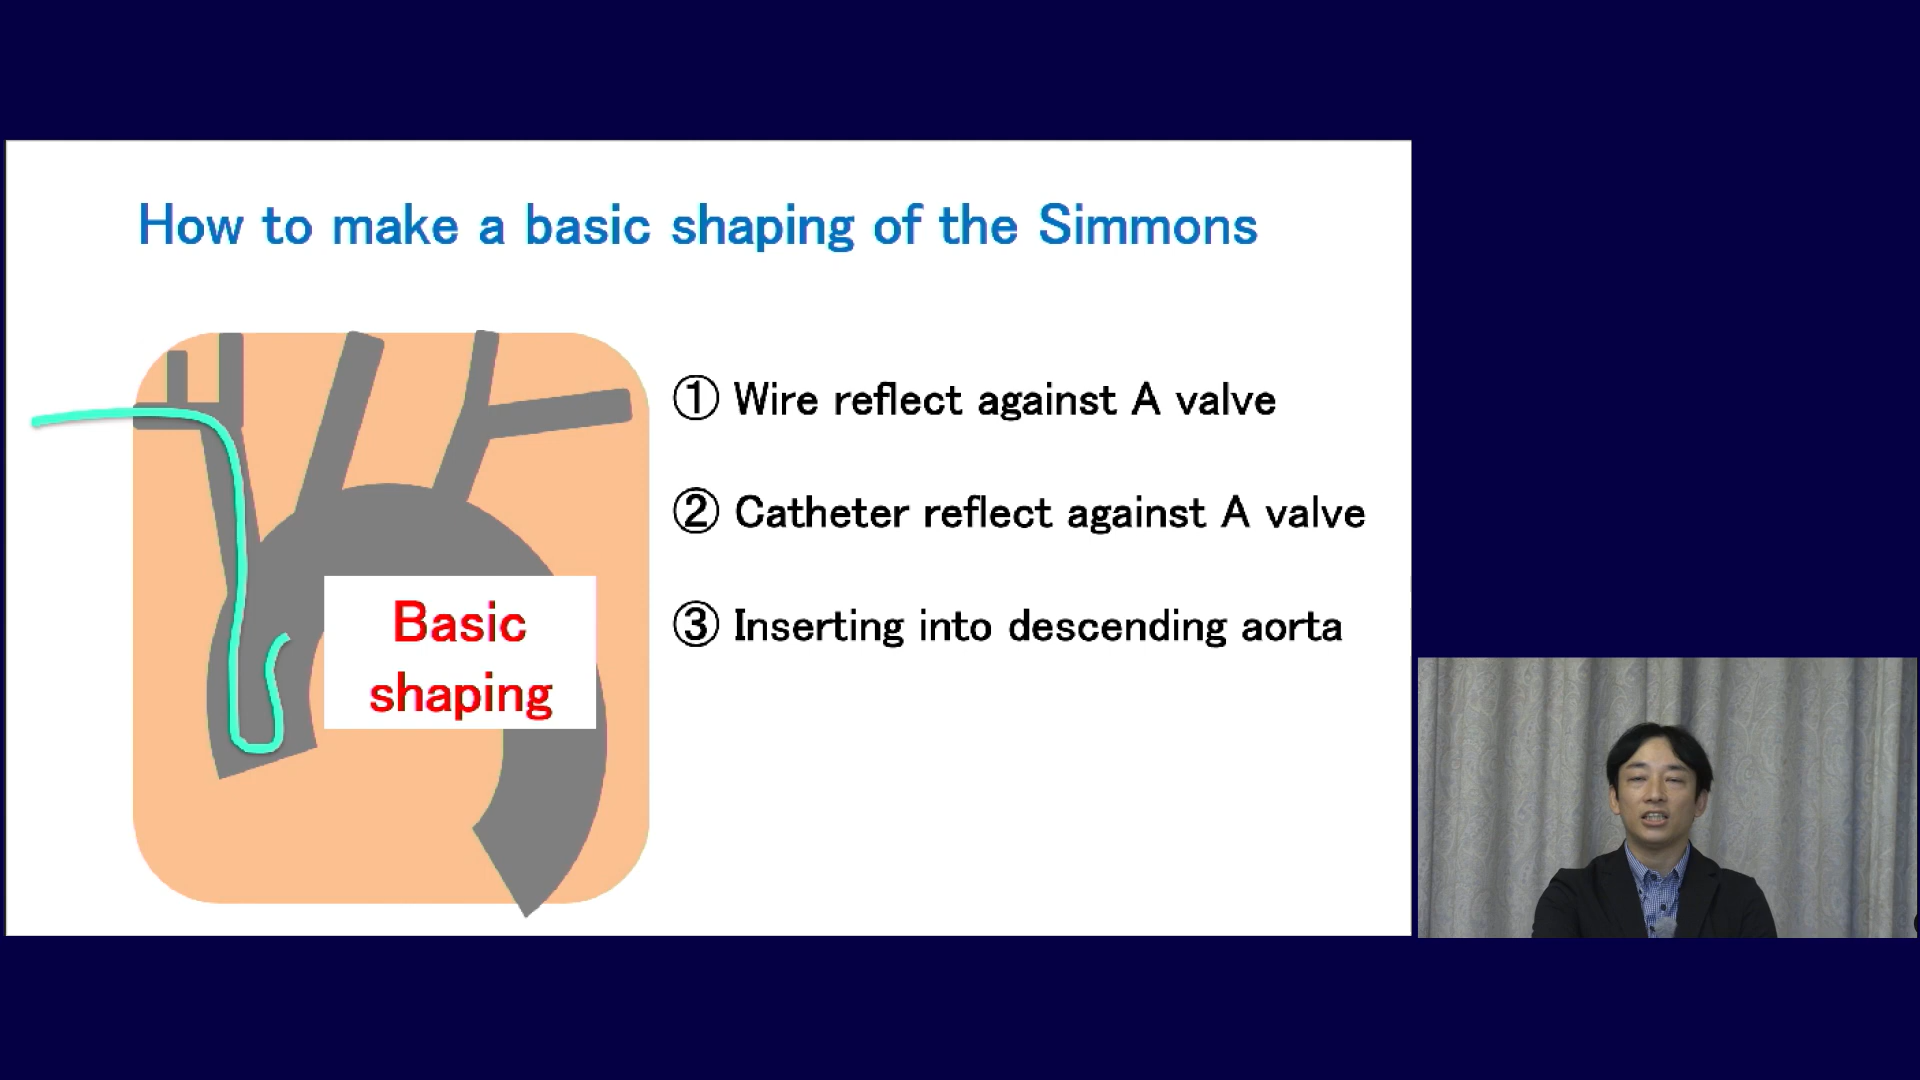 How to make a basic shaping of the Simmons
① Wire reflect against A valve
② Catheter reflect against A valve
③ Inserting into descending aorta
Basic
shaping